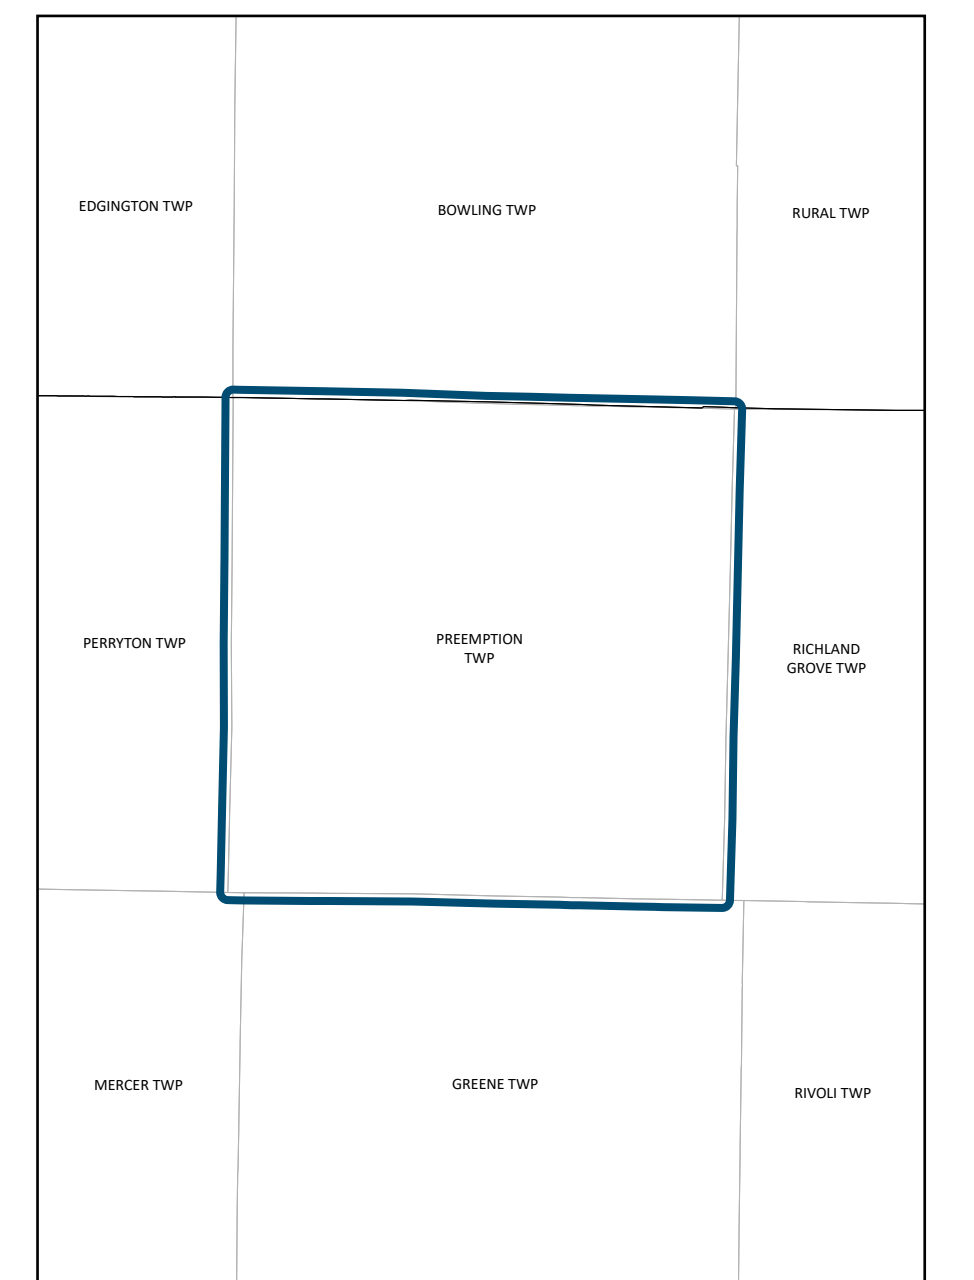 EDGINGTON TWP
BOWLING TWP
RURAL TWP
PERRYTON TWP
PREEMPTION
TWP
RICHLAND
GROVE TWP
MERCER TWP
GREENE TWP
RIVOLI TWP